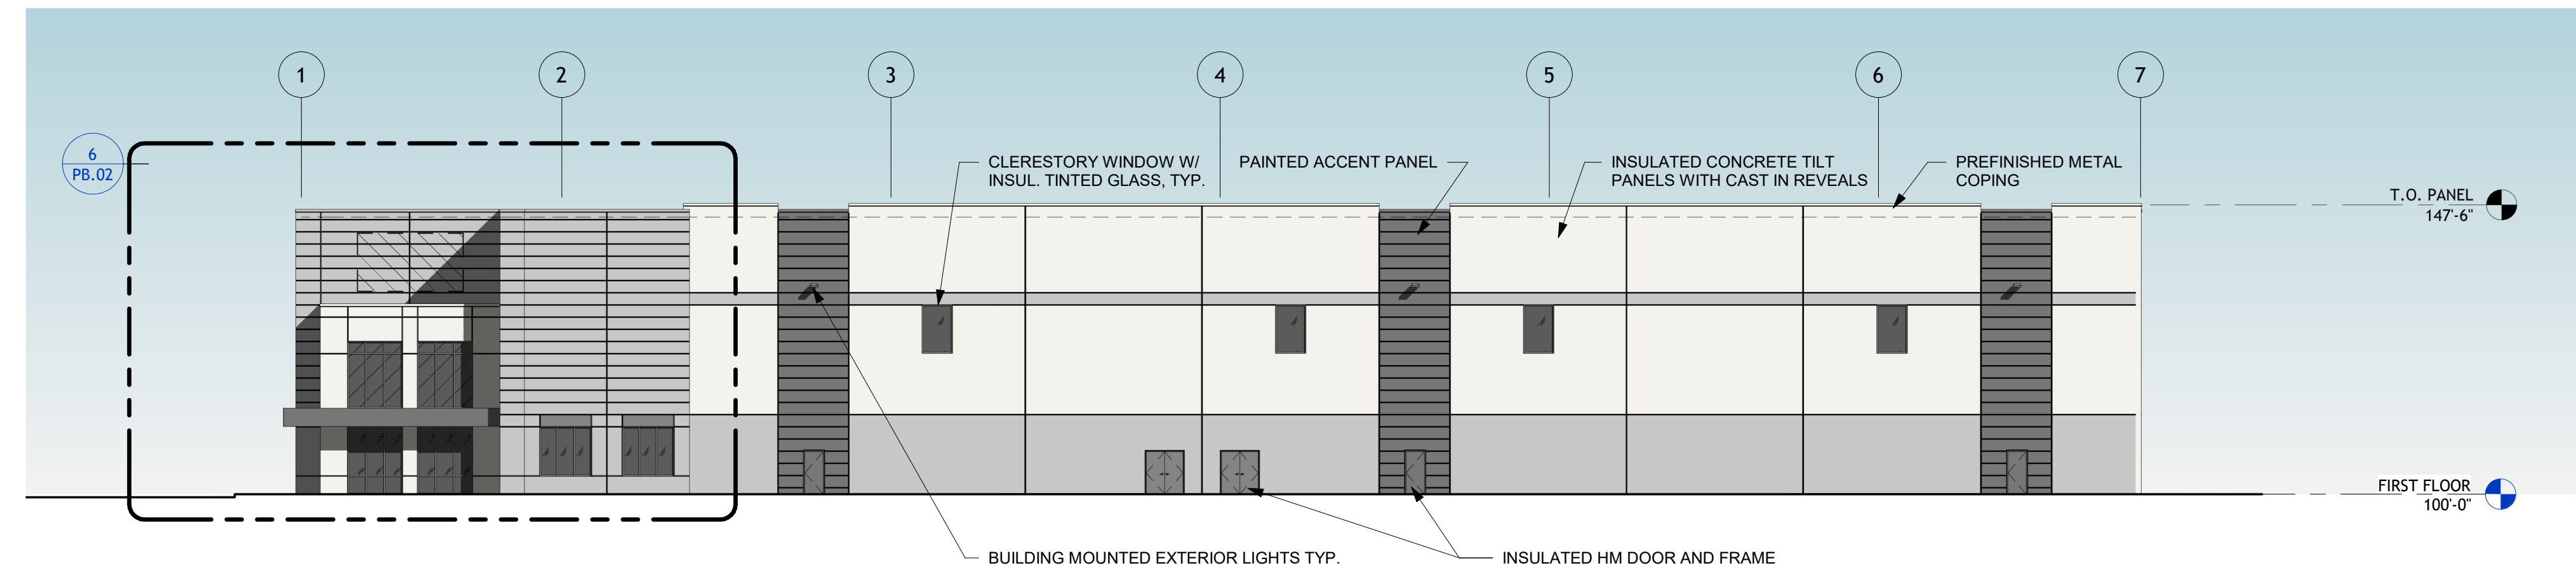 1
2
3
4
5
6
7
6
PB.02
CLERESTORY WINDOW W/
INSUL. TINTED GLASS, TYP.
PAINTED ACCENT PANEL
INSULATED CONCRETE TILT
PANELS WITH CAST IN REVEALS
PREFINISHED METAL
COPING
T.O. PANEL
147'-6"
FIRST FLOOR
100'-0"
BUILDING MOUNTED EXTERIOR LIGHTS TYP.
INSULATED HM DOOR AND FRAME